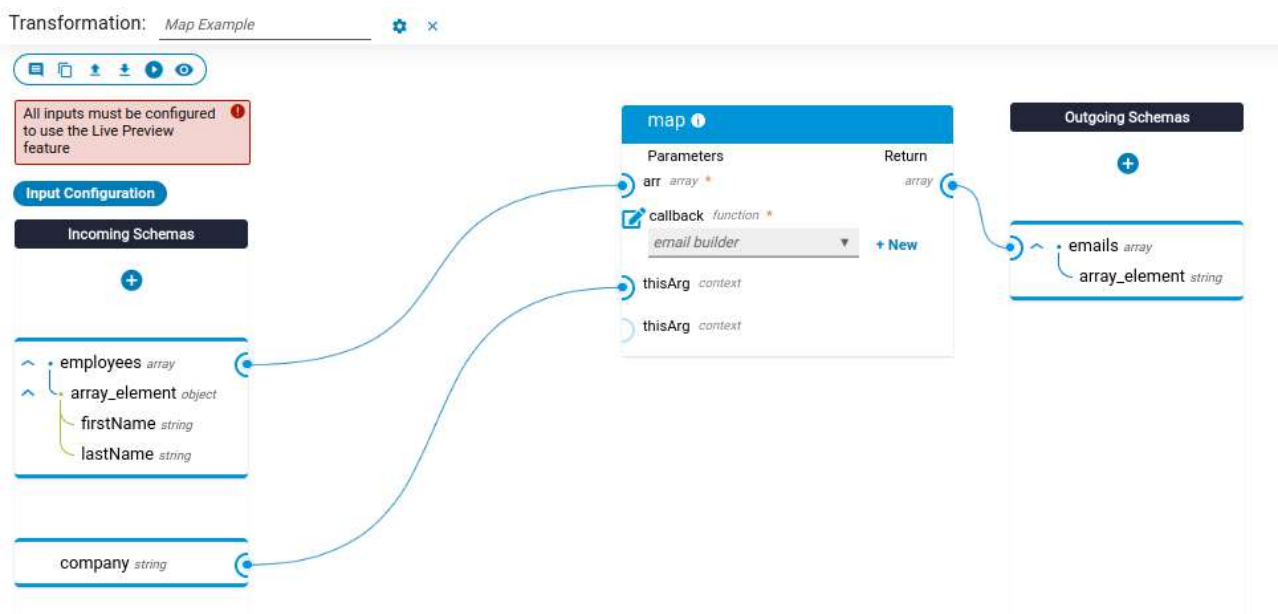 Transformation: Map Example
All inputs must be configured
to use the Live Preview
feature
Input Configuration
Incoming Schemas
employees array
array_element object
firstName string
lastName string
company string
map
Parameters Return
arr array * array
callback function *
email builder + New
thisArg context
thisArg context
Outgoing Schemas
emails array
array_element string